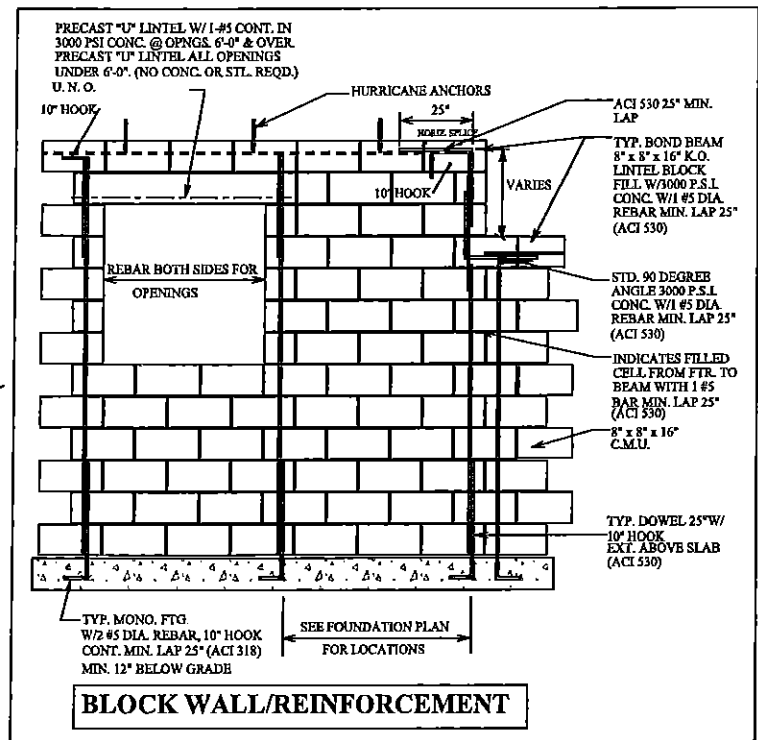 PRECAST "U" LINTEL W/ 1-#5 CONT. IN
3000 PSI CONC. @ OPNGS. 6'-0" & OVER.
PRECAST "U" LINTEL ALL OPENINGS
UNDER 6'-0". (NO CONC. OR STL. REQD.)
U. N. O.
10" HOOK
HURRICANE ANCHORS
25"
HORIZ SPLICE
10" HOOK
VARIES
ACI 530 25" MIN.
LAP
TYP. BOND BEAM
8" x 8" x 16" K.O.
LINTEL BLOCK
FILL W/3000 P.S.I.
CONC. W/1 #5 DIA.
REBAR MIN. LAP 25"
(ACI 530)
REBAR BOTH SIDES FOR
OPENINGS
STD. 90 DEGREE
ANGLE 3000 P.S.I.
CONC. W/1 #5 DIA.
REBAR MIN. LAP 25"
(ACI 530)
INDICATES FILLED
CELL FROM FTR. TO
BEAM WITH 1 #5
BAR MIN. LAP 25"
(ACI 530)
8" x 8" x 16"
C.M.U.
TYP. DOWEL 25"W/
10" HOOK
EXT. ABOVE SLAB
(ACI 530)
TYP. MONO. FTG.
W/2 #5 DIA. REBAR, 10" HOOK
CONT. MIN. LAP 25" (ACI 318)
MIN. 12" BELOW GRADE
SEE FOUNDATION PLAN
FOR LOCATIONS
BLOCK WALL/REINFORCEMENT